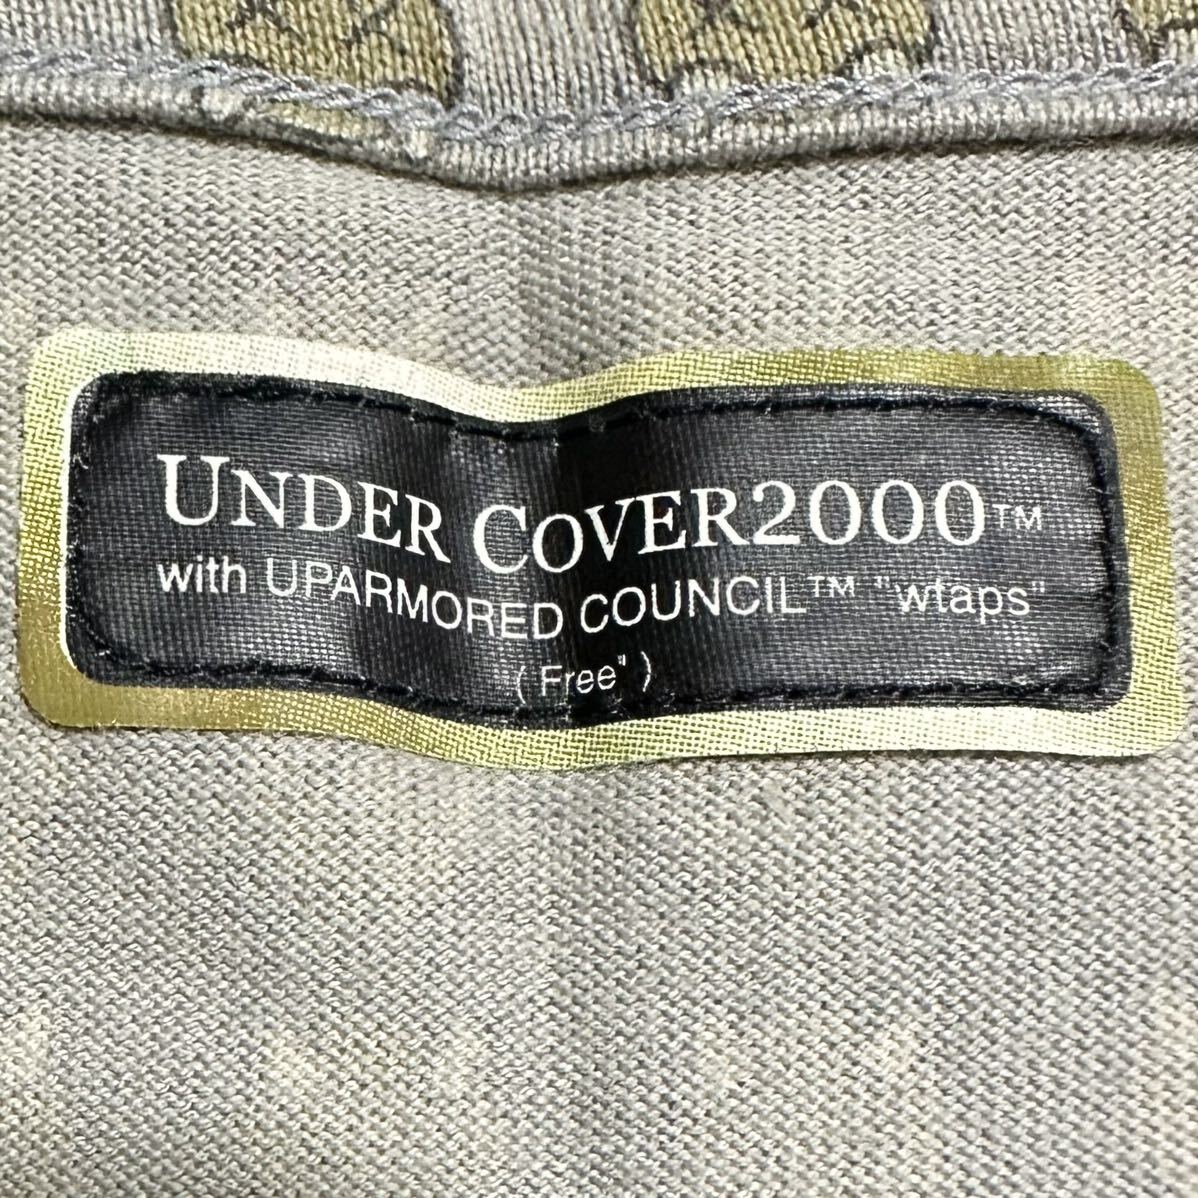 UNDER COVER2000™
with UPARMORED COUNCIL™ "wtaps"
( Free" )